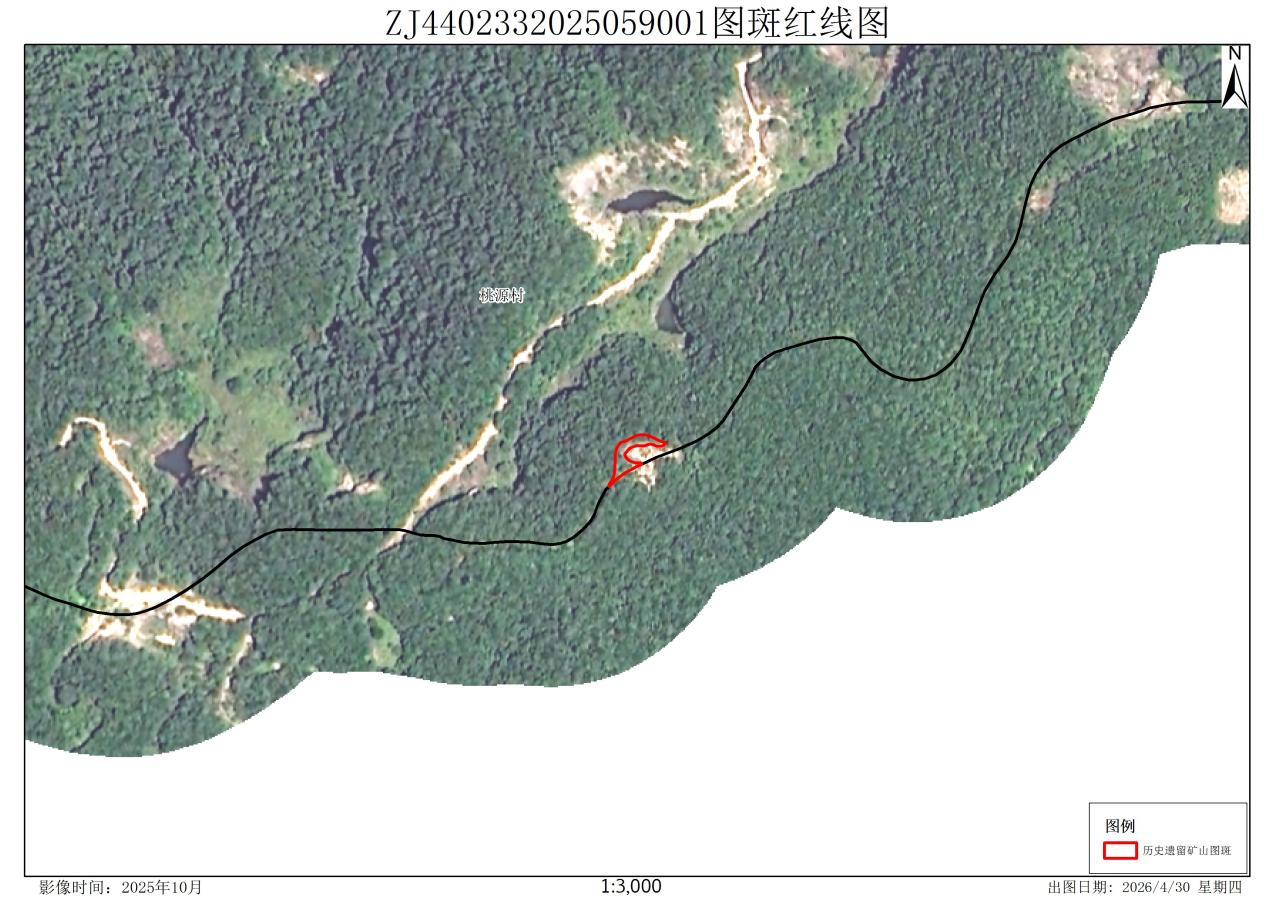 ZJ4402332025059001图斑红线图
N
桃源村
图例
历史遗留矿山图斑
影像时间：2025年10月
1:3,000
出图日期：2026/4/30 星期四